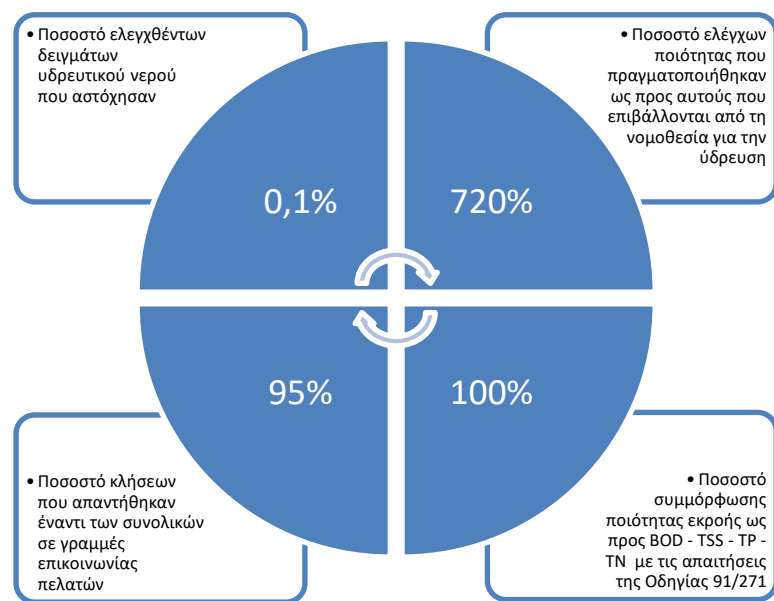 • Ποσοστό ελεγχθέντων
δειγμάτων
υδρευτικού νερού
που αστόχησαν
• Ποσοστό ελέγχων
ποιότητας που
πραγματοποιήθηκαν
ως προς αυτούς που
επιβάλλονται από τη
νομοθεσία για την
ύδρευση
0,1%
720%
95%
100%
• Ποσοστό κλήσεων
που απαντήθηκαν
έναντι των συνολικών
σε γραμμές
επικοινωνίας
πελατών
• Ποσοστό
συμμόρφωσης
ποιότητας εκροής ως
προς BOD - TSS - TP -
TN με τις απαιτήσεις
της Οδηγίας 91/271